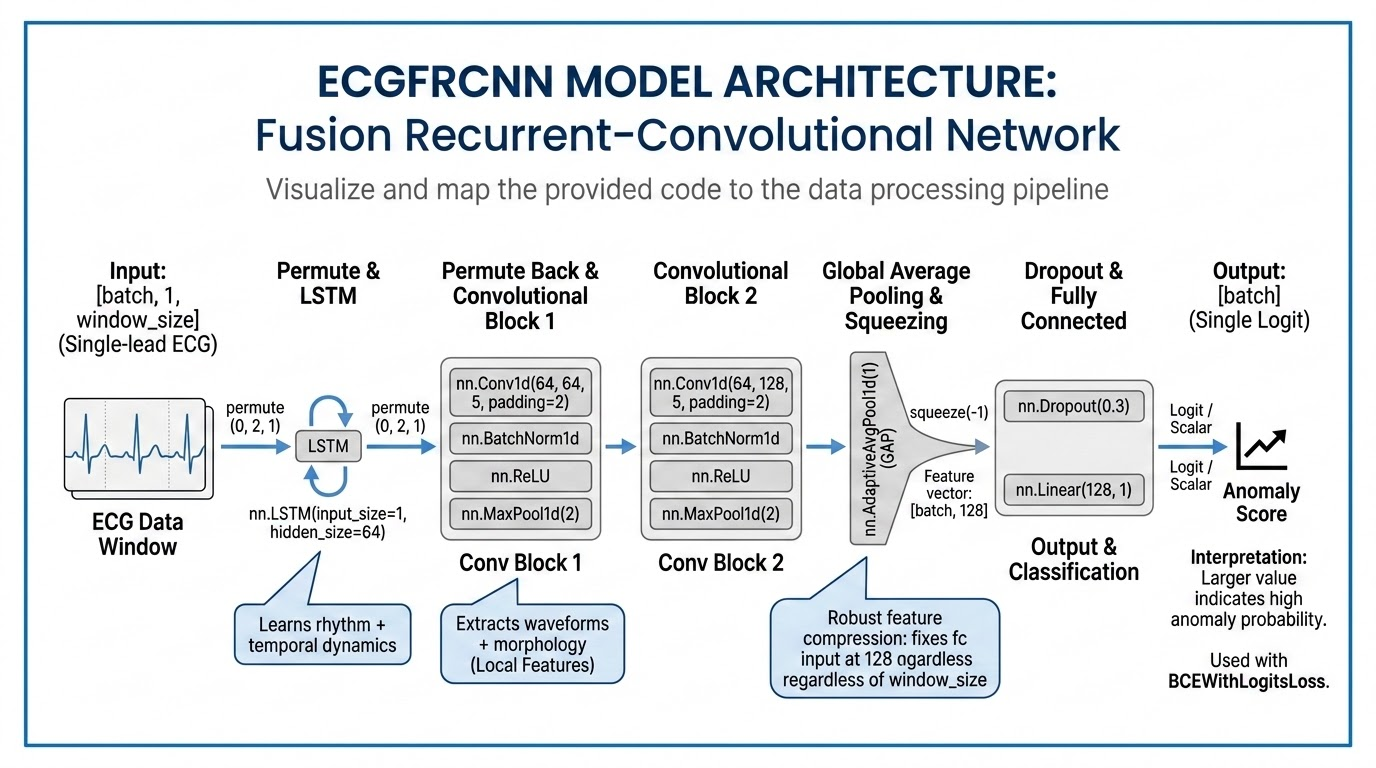 ECGFRCNN MODEL ARCHITECTURE:
Fusion Recurrent-Convolutional Network
Visualize and map the provided code to the data processing pipeline
Input:
[batch, 1,
window_size]
(Single-lead ECG)
ECG Data
Window
permute
(0, 2, 1)
Permute &
LSTM
LSTM
nn.LSTM(input_size=1,
hidden_size=64)
Learns rhythm +
temporal dynamics
permute
(0, 2, 1)
Permute Back &
Convolutional
Block 1
nn.Conv1d(64, 64,
5, padding=2)
nn.BatchNorm1d
nn.ReLU
nn.MaxPool1d(2)
Conv Block 1
Extracts waveforms
+ morphology
(Local Features)
Convolutional
Block 2
nn.Conv1d(64, 128,
5, padding=2)
nn.BatchNorm1d
nn.ReLU
nn.MaxPool1d(2)
Conv Block 2
Global Average
Pooling &
Squeezing
nn.AdaptiveAvgPool1d(1)
(GAP)
squeeze(-1)
Feature
vector:
[batch, 128]
Robust feature
compression: fixes fc
input at 128 ogardless
regardless of window_size
Dropout &
Fully
Connected
nn.Dropout(0.3)
nn.Linear(128, 1)
Output &
Classification
Logit /
Scalar
Logit /
Scalar
Output:
[batch]
(Single Logit)
Anomaly
Score
Interpretation:
Larger value
indicates high
anomaly probability.
Used with
BCEWithLogitsLoss.